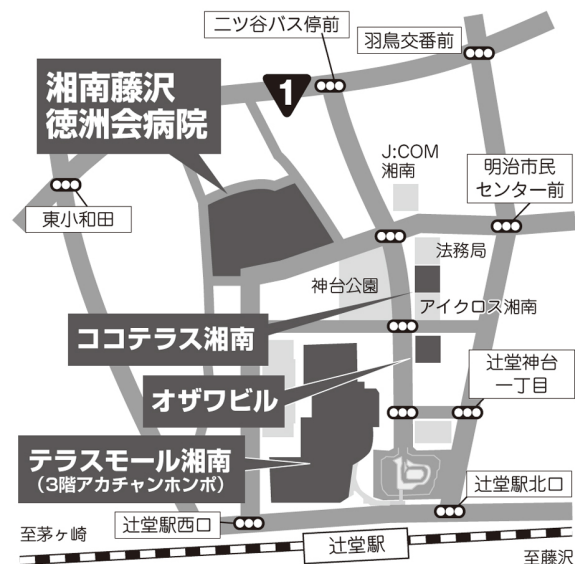 二ツ谷バス停前
羽鳥交番前
湘南藤沢
徳洲会病院
1
J:COM
湘南
明治市民
センター前
東小和田
法務局
神台公園
アイクロス湘南
ココテラス湘南
辻堂神台
一丁目
オザワビル
テラスモール湘南
（3階アカチャンホンポ）
辻堂駅北口
辻堂駅西口
至茅ヶ崎
辻堂駅
至藤沢